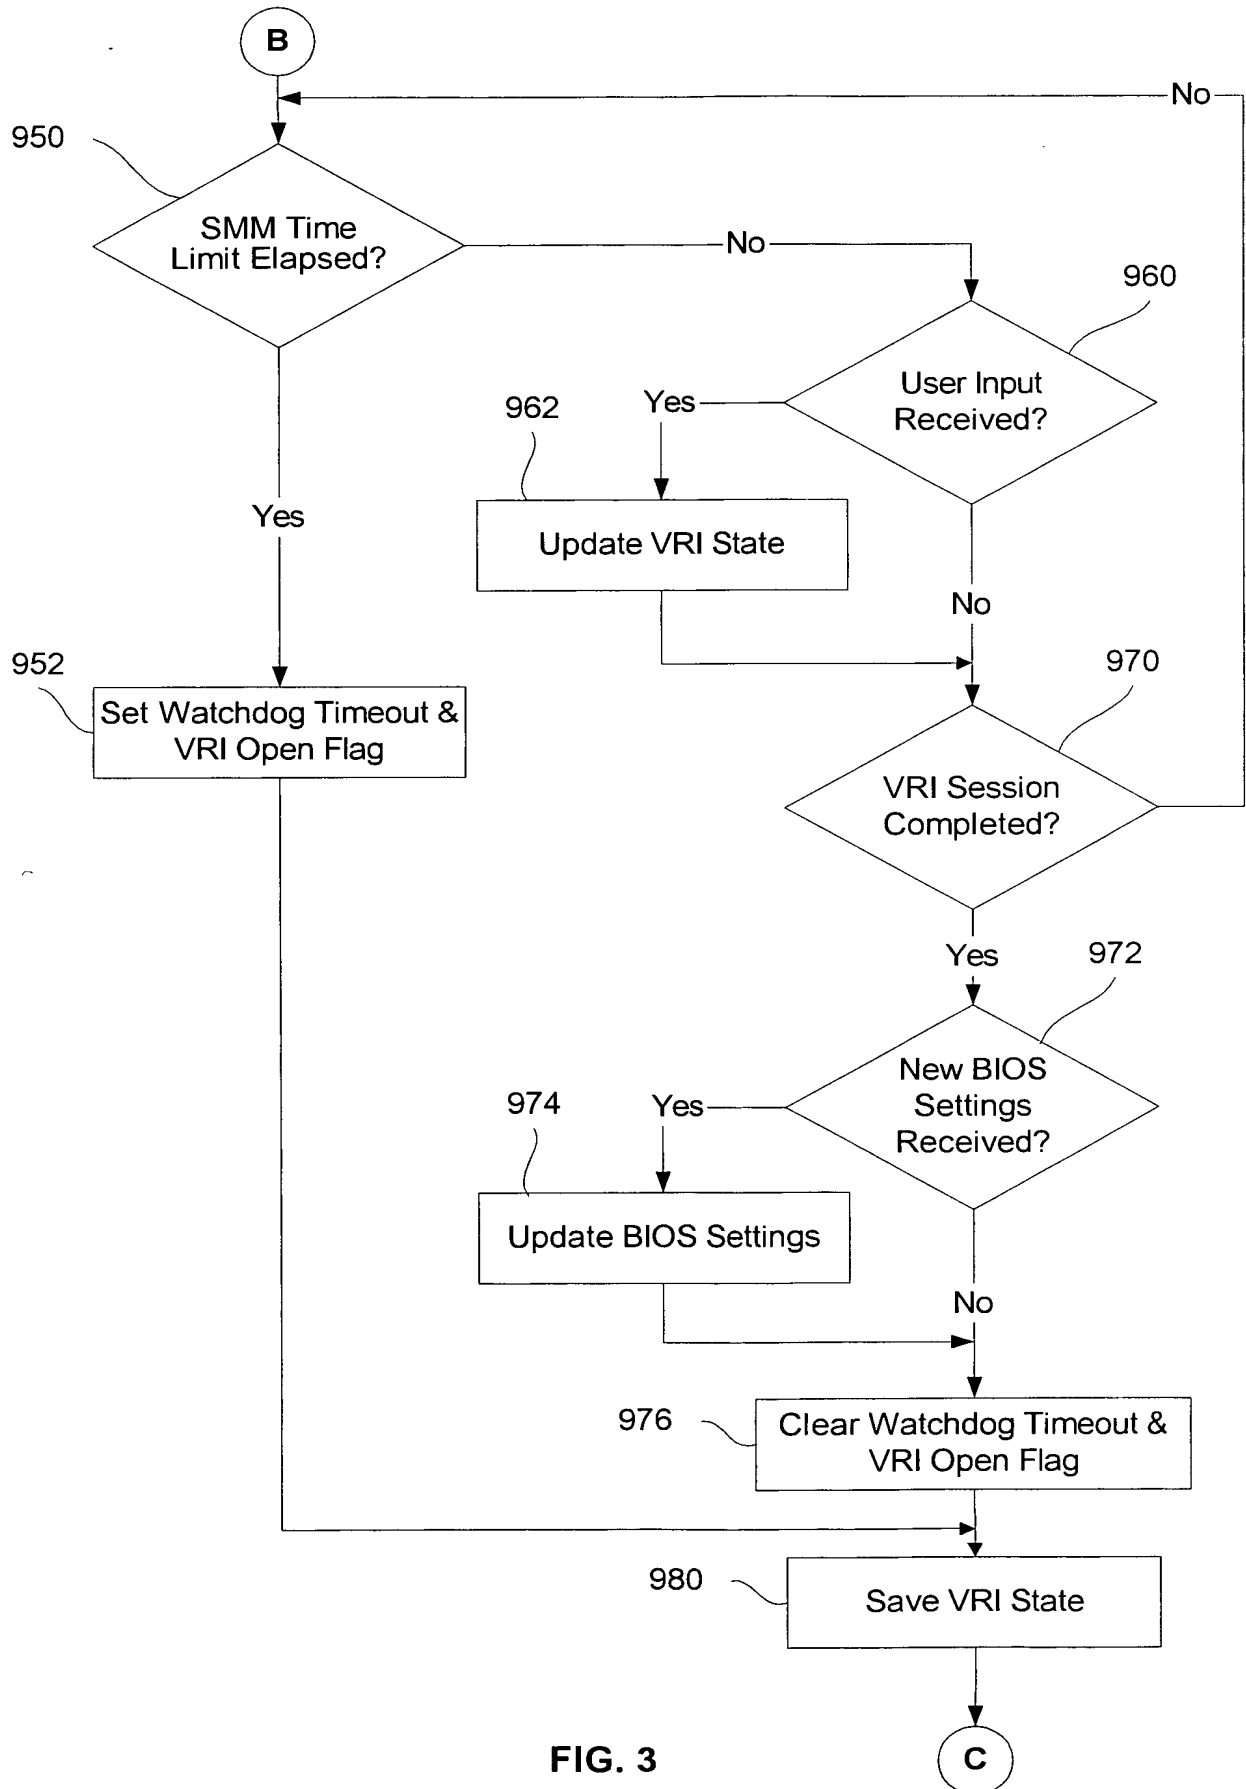 B
No
950
SMM Time
Limit Elapsed?
No
960
User Input
Received?
Yes
962
Yes
Update VRI State
No
952
Set Watchdog Timeout &
VRI Open Flag
970
VRI Session
Completed?
Yes
972
New BIOS
Settings
Received?
974
Yes
Update BIOS Settings
No
976
Clear Watchdog Timeout &
VRI Open Flag
980
Save VRI State
FIG. 3
C